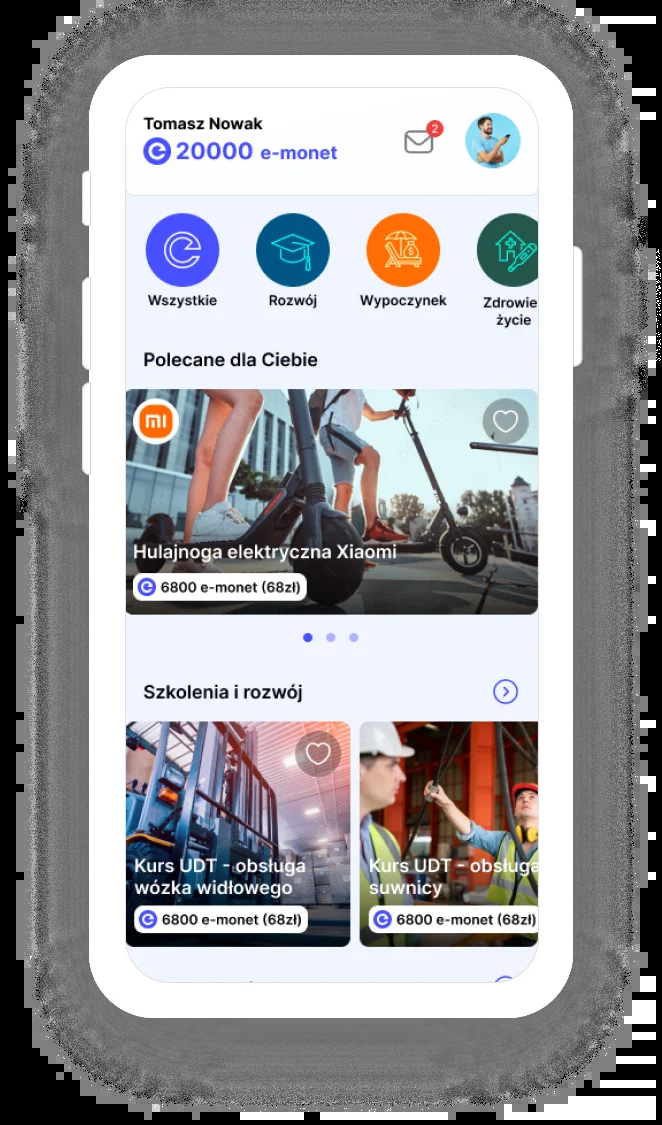 Tomasz Nowak
20000 e-monet
2
Wszystkie
Rozwój
Wypoczynek
Zdrowie
życie
Polecane dla Ciebie
Hulajnoga elektryczna Xiaomi
6800 e-monet (68zł)
Szkolenia i rozwój
Kurs UDT - obsługa
wózka widłowego
6800 e-monet (68zł)
Kurs UDT - obsługa
suwnicy
6800 e-monet (68zł)